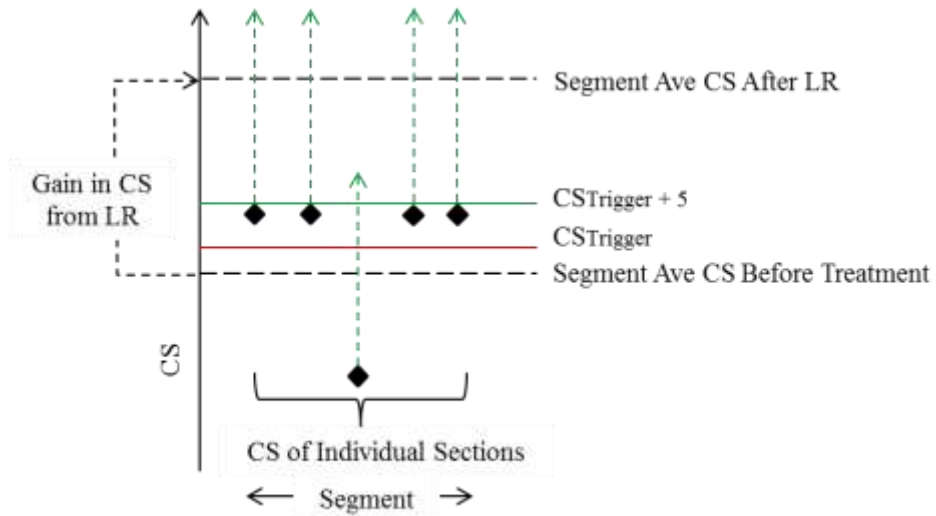 Segment Ave CS After LR
Gain in CS
from LR
CSTrigger + 5
CSTrigger
Segment Ave CS Before Treatment
CS
CS of Individual Sections
Segment